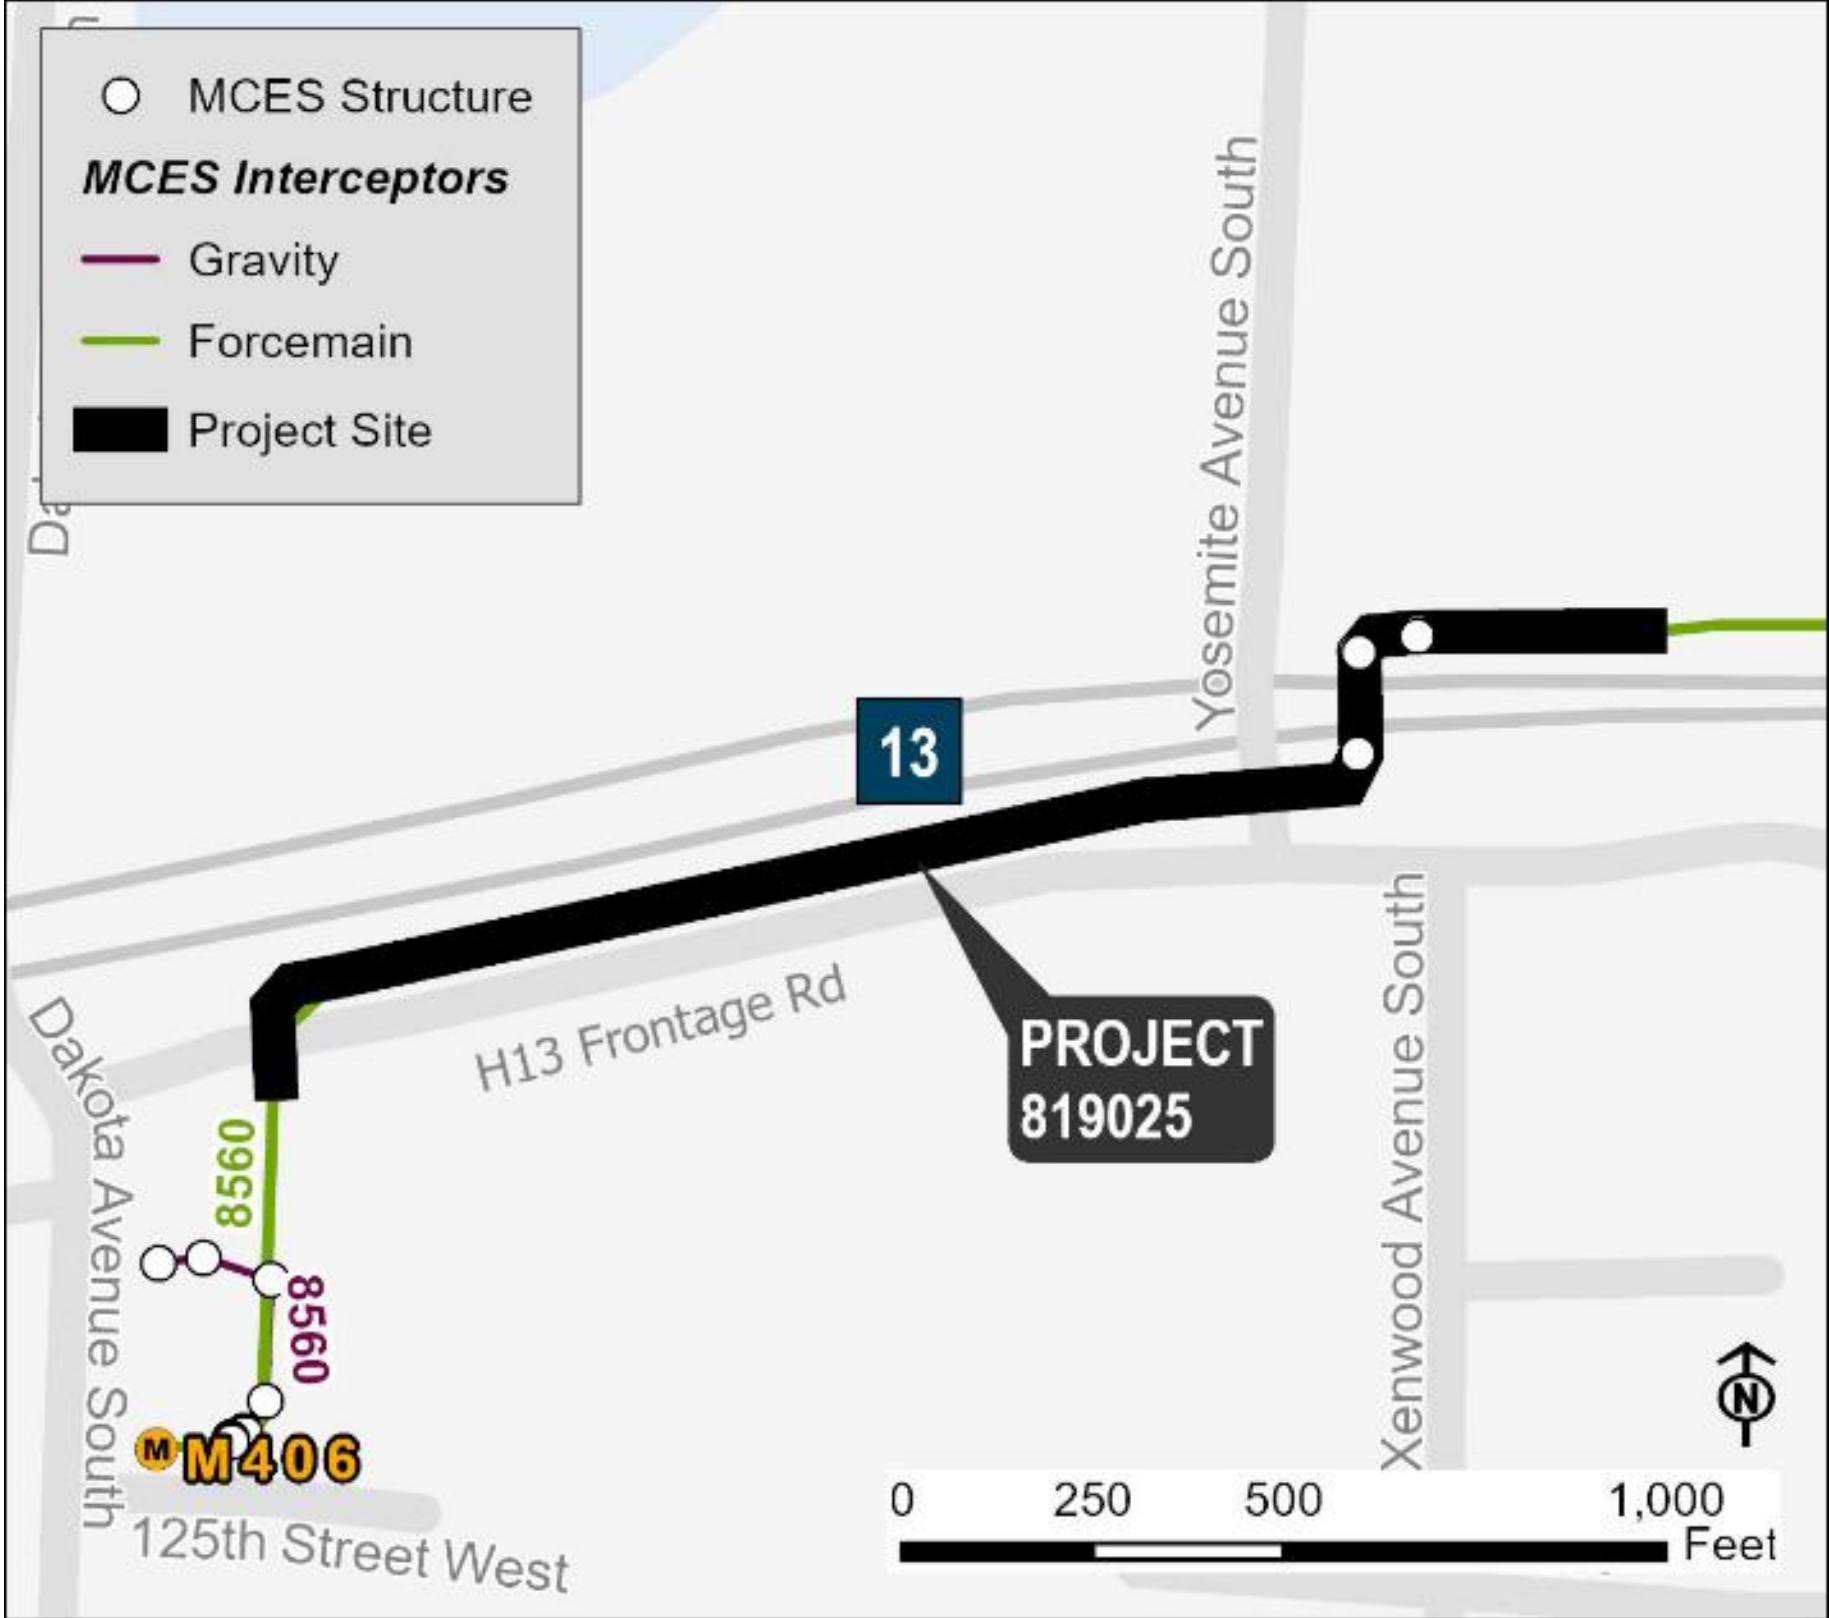 MCES Structure
MCES Interceptors
Gravity
Forcemain
Project Site
Yosemite Avenue South
13
H13 Frontage Rd
PROJECT
819025
Dakota Avenue South
Xenwood Avenue South
8560
8560
M
M406
125th Street West
N
0 250 500 1,000
Feet